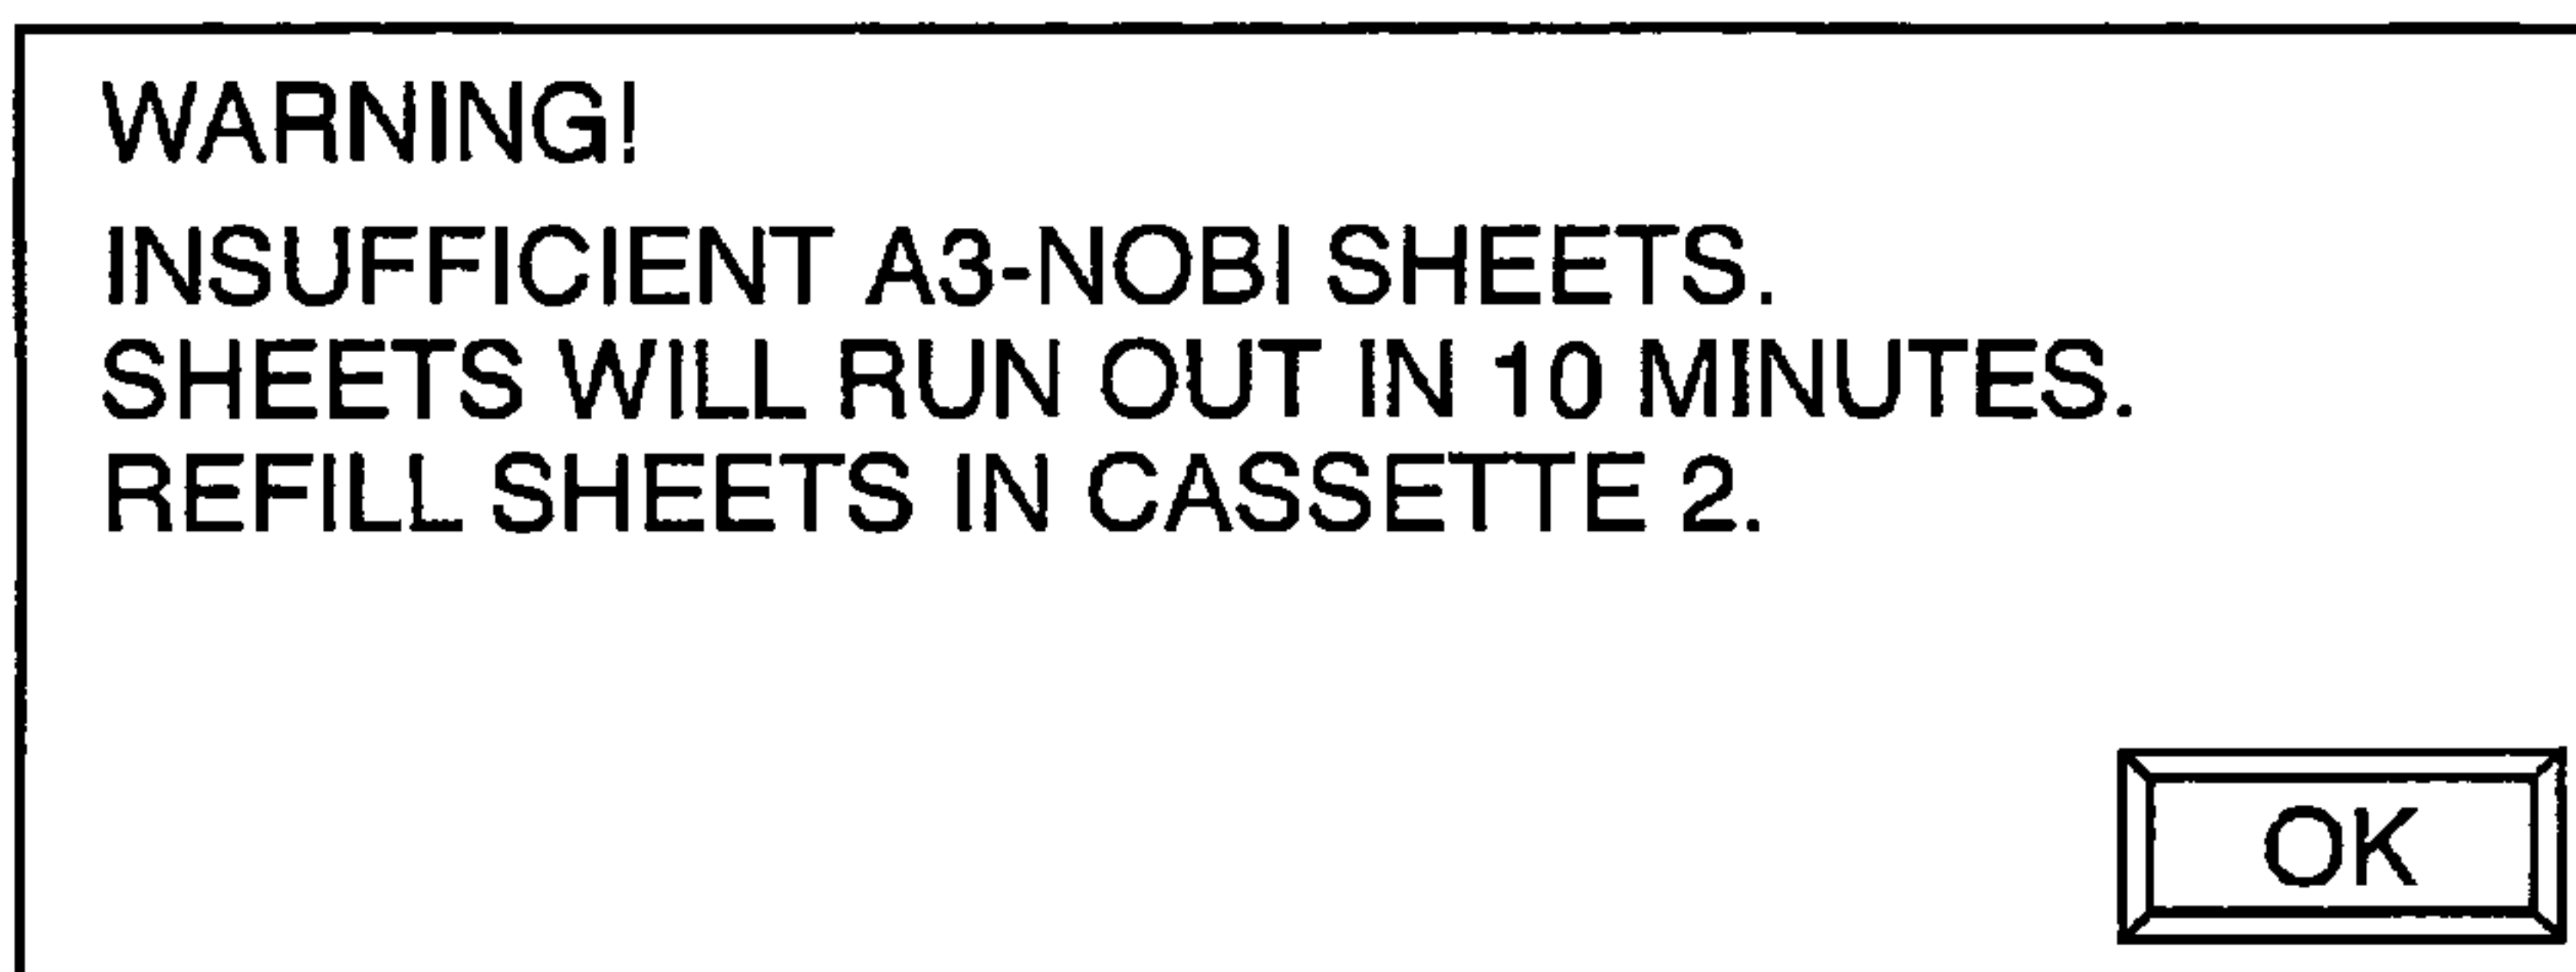 WARNING!
INSUFFICIENT A3-NOBI SHEETS.
SHEETS WILL RUN OUT IN 10 MINUTES.
REFILL SHEETS IN CASSETTE 2.
OK